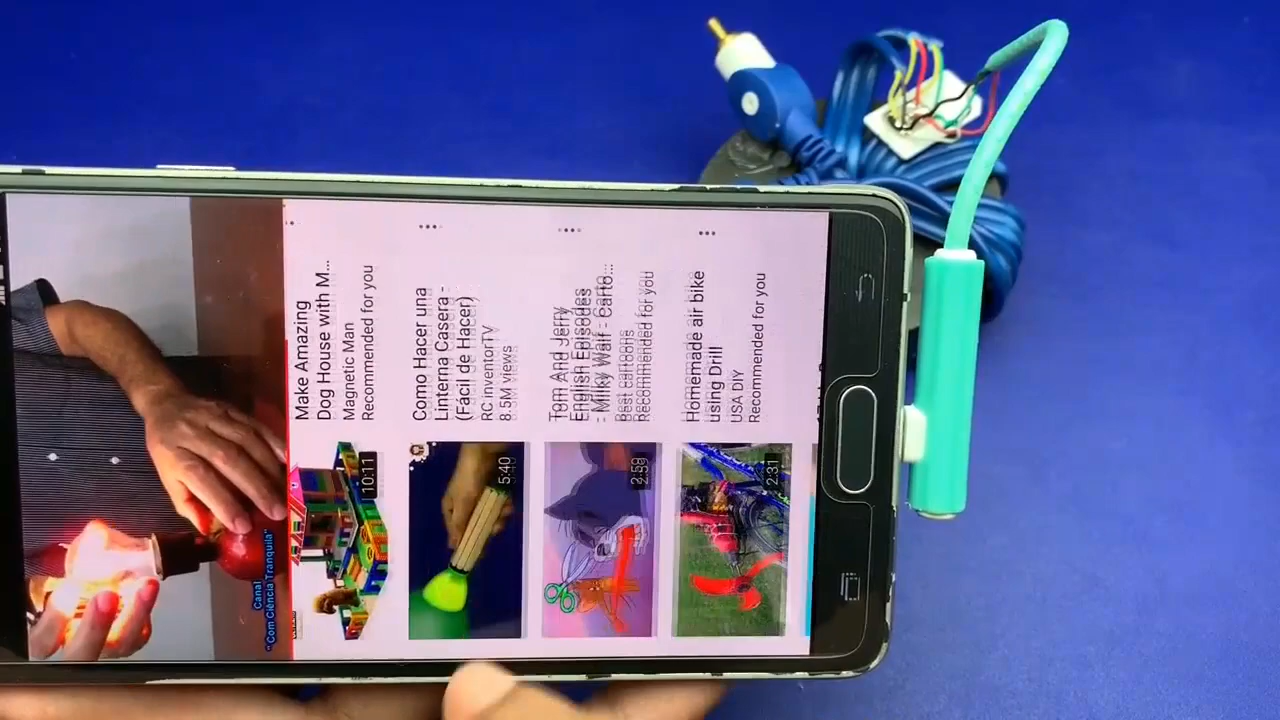 Canal
"Com Ciência Tranquila"
Make Amazing
Dog House with M...
Magnetic Man
Recommended for you
10:11
Como Hacer una
Linterna Casera -
(Facil de Hacer)
RC inventorTV
8.5M views
5:40
Tom And Jerry
English Episodes
- Milky Waif - Carto...
Best cartoons
Recommended for you
2:59
Homemade air bike
using Drill
USA DIY
Recommended for you
2:31